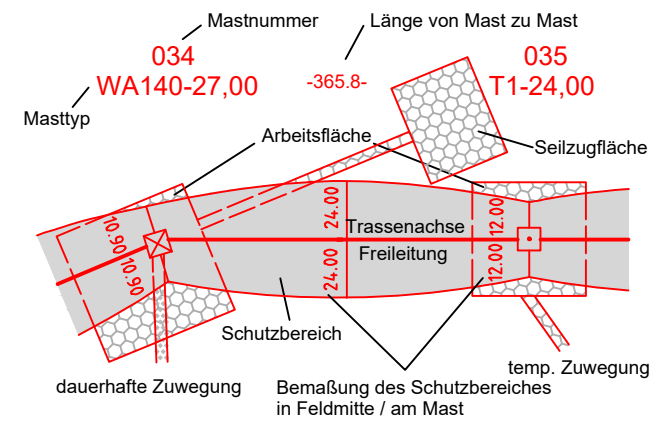 Mastnummer
Länge von Mast zu Mast
034
035
WA140-27,00
-365.8-
T1-24,00
Masttyp
Arbeitsfläche
Seilzugfläche
10.90
10.90
24.00
24.00
Trassenachse
Freileitung
12.00
12.00
Schutzbereich
temp. Zuwegung
dauerhafte Zuwegung
Bemaßung des Schutzbereiches
in Feldmitte / am Mast